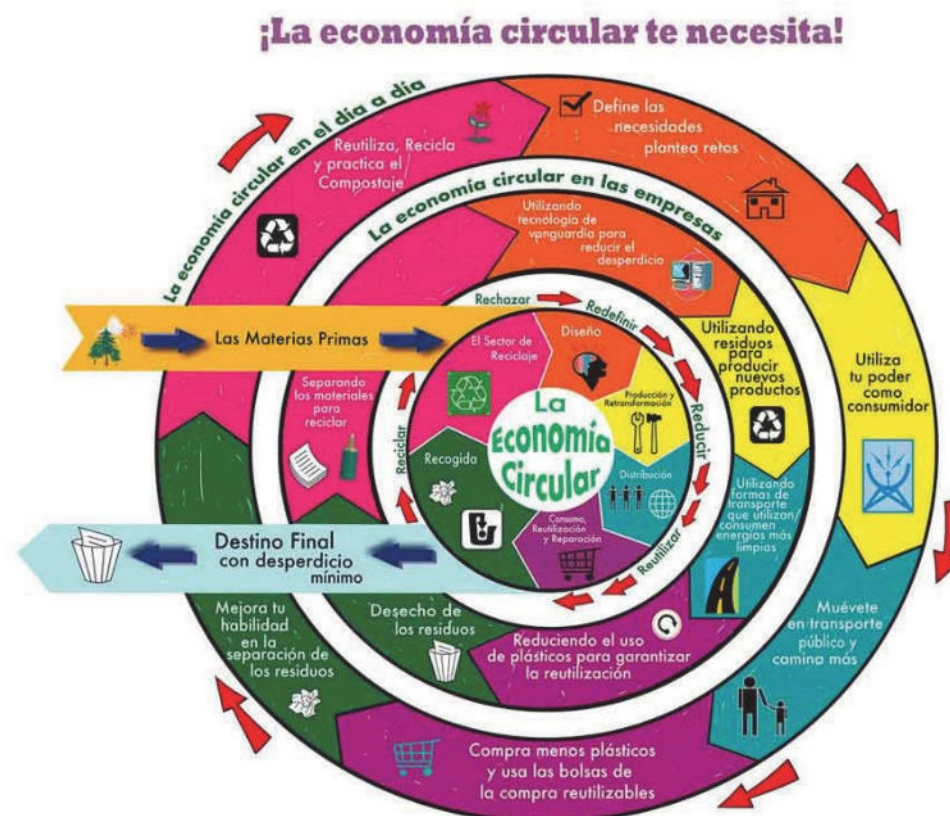 ¡La economía circular te necesita!
La economía circular en el día a día
Reutiliza, Recicla
y practica el
Compostaje
Define las
necesidades
plantea retos
Utiliza
tu poder
como
consumidor
Muévete
en transporte
público y
camina más
Compra menos plásticos
y usa las bolsas de
la compra reutilizables
Mejora tu
habilidad
en la
separación de
los residuos
La economía circular en las empresas
Utilizando
tecnología de
vanguardia para
reducir el
desperdicio
Utilizando
residuos
para
producir
nuevos
productos
Utilizando
formas de
transporte
que utilizan/
consumen
energías más
limpias
Reduciendo el uso
de plásticos para garantizar
la reutilización
Desecho de
los residuos
Separando
los materiales
para
reciclar
Las Materias Primas
Destino Final
con desperdicio
mínimo
Rechazar
Redefinir
Reducir
Reutilizar
Reciclar
El Sector de
Reciclaje
Diseño
Producción y
Retransformación
Distribución
Consumo,
Reutilización
y Reparación
Recogida
La
Economía
Circular